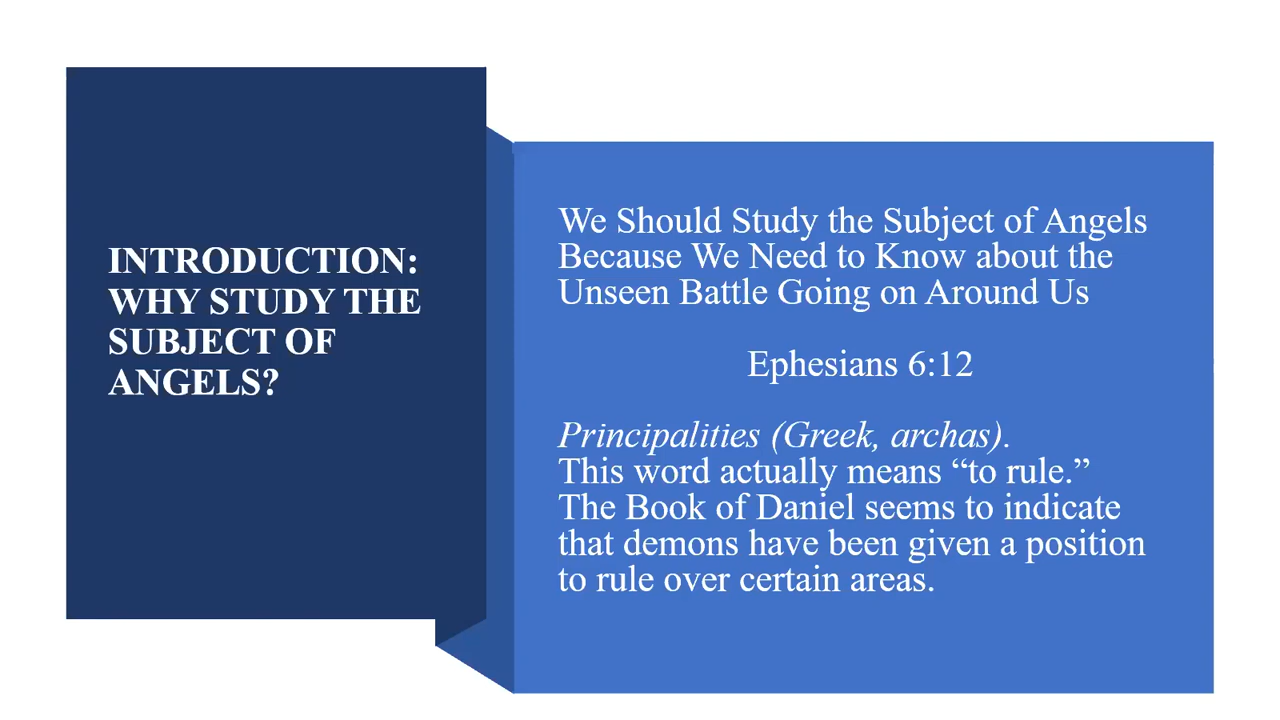 INTRODUCTION:
WHY STUDY THE
SUBJECT OF
ANGELS?
We Should Study the Subject of Angels
Because We Need to Know about the
Unseen Battle Going on Around Us
Ephesians 6:12
Principalities (Greek, archas).
This word actually means “to rule.”
The Book of Daniel seems to indicate
that demons have been given a position
to rule over certain areas.